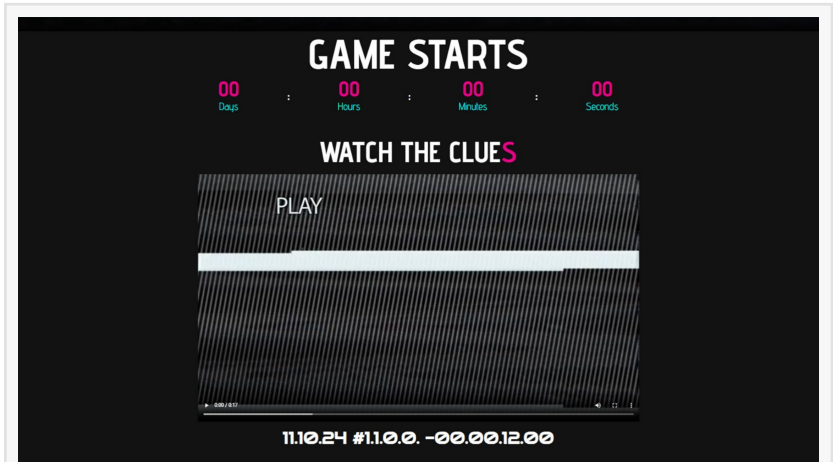 GAME STARTS
00 : 00 : 00 : 00
Days Hours Minutes Seconds
WATCH THE CLUES
PLAY
0:00 / 0:17
11.10.24 #1.1.0.0. -00.00.12.00